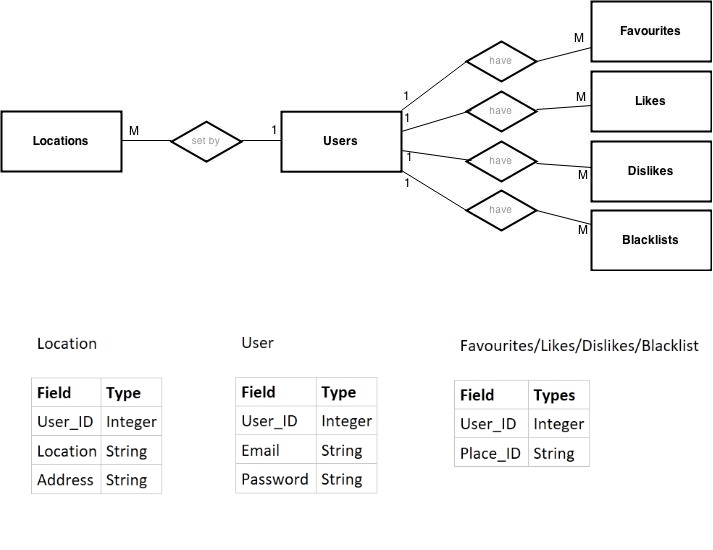 Favourites
M
have
1
M
Likes
have
1
Locations
M
set by
1
Users
1
have
M
Dislikes
1
have
M
Blacklists
Location
User
Favourites/Likes/Dislikes/Blacklist
Field Type
User_ID Integer
Location String
Address String
Field Type
User_ID Integer
Email String
Password String
Field Types
User_ID Integer
Place_ID String